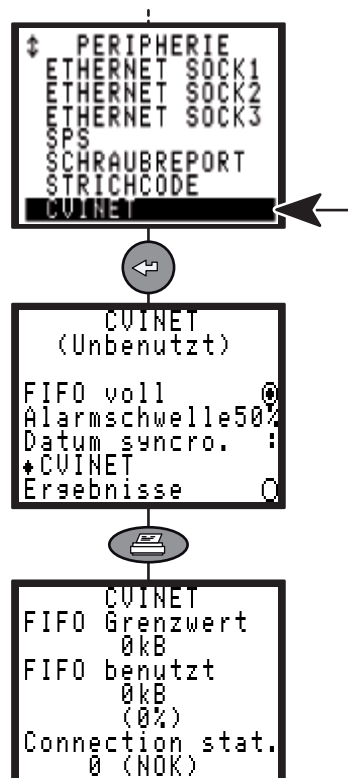 PERIPHERIE
ETHERNET SOCK1
ETHERNET SOCK2
ETHERNET SOCK3
SPS
SCHRAUBREPORT
STRICHCODE
CVINET
CVINET
(Unbenutzt)
FIFO voll
Alarmschwelle50%
Datum syncro. :
CVINET
Ergebnisse
CVINET
FIFO Grenzwert
0kB
FIFO benutzt
0kB
(0%)
Connection stat.
0 (NOK)